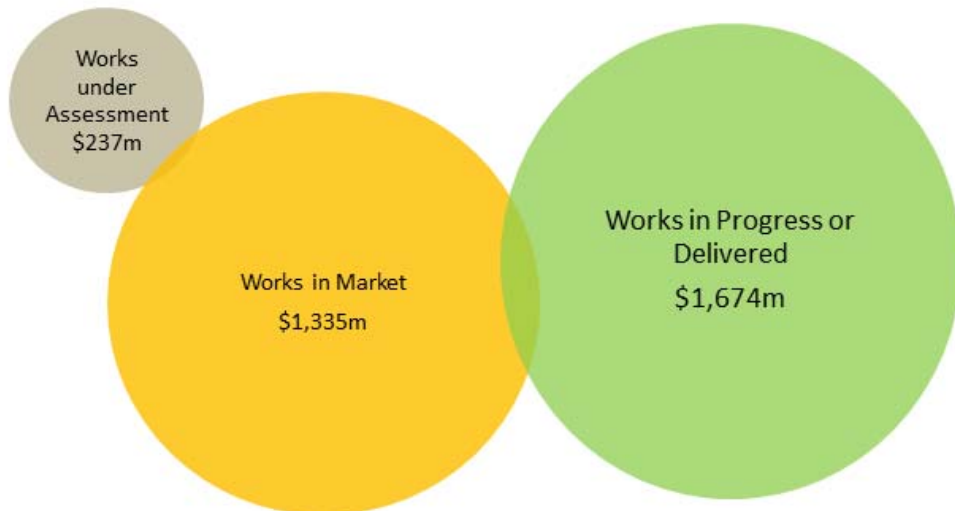 Works
under
Assessment
$237m
Works in Market
$1,335m
Works in Progress or
Delivered
$1,674m